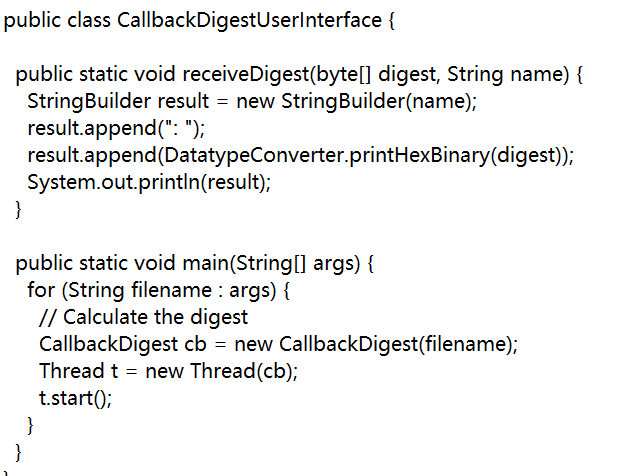 public class CallbackDigestUserInterface {
public static void receiveDigest(byte[] digest, String name) {
StringBuilder result = new StringBuilder(name);
result.append(": ");
result.append(DatatypeConverter.printHexBinary(digest));
System.out.println(result);
}
public static void main(String[] args) {
for (String filename : args) {
// Calculate the digest
CallbackDigest cb = new CallbackDigest(filename);
Thread t = new Thread(cb);
t.start();
}
}